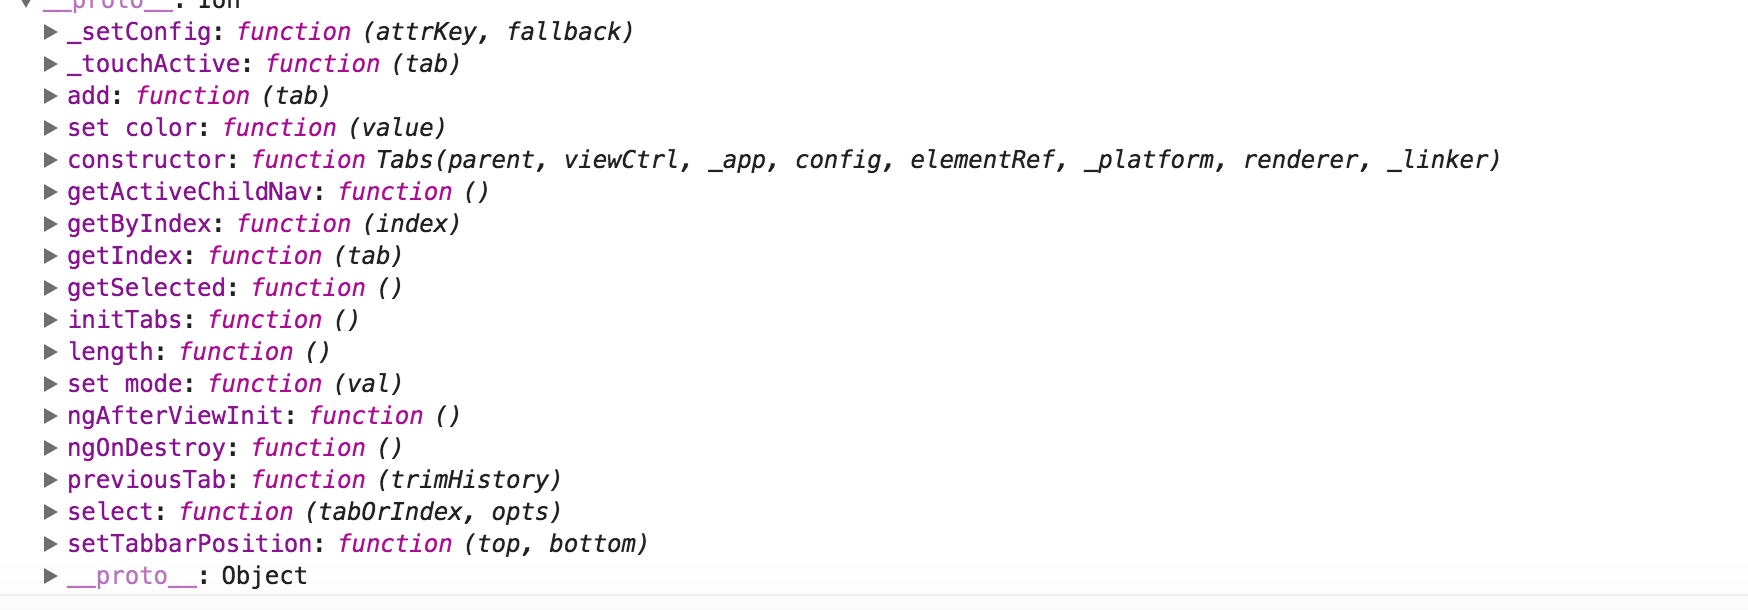 __proto__: Ion
_setConfig: function (attrKey, fallback)
_touchActive: function (tab)
add: function (tab)
set color: function (value)
constructor: function Tabs(parent, viewCtrl, _app, config, elementRef, _platform, renderer, _linker)
getActiveChildNav: function ()
getByIndex: function (index)
getIndex: function (tab)
getSelected: function ()
initTabs: function ()
length: function ()
set mode: function (val)
ngAfterViewInit: function ()
ngOnDestroy: function ()
previousTab: function (trimHistory)
select: function (tabOrIndex, opts)
setTabbarPosition: function (top, bottom)
__proto__: Object